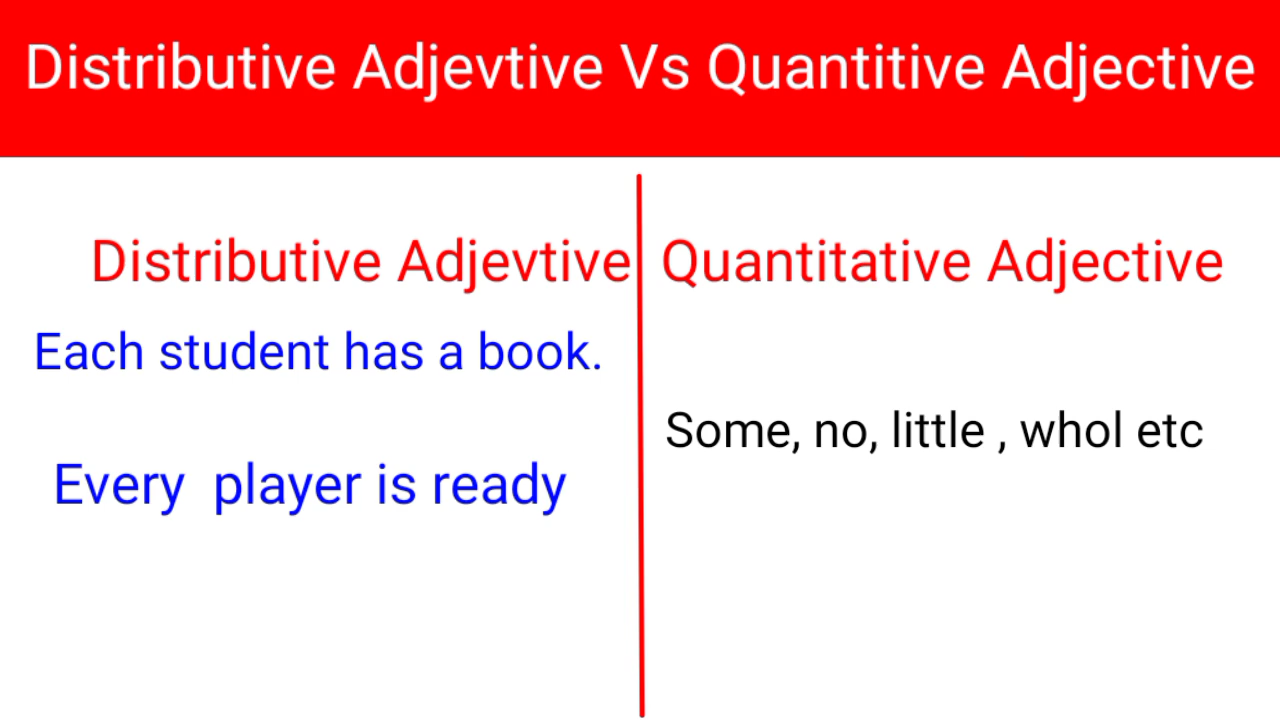 Distributive Adjevtive Vs Quantitive Adjective
Distributive Adjevtive
Each student has a book.
Every player is ready
Quantitative Adjective
Some, no, little , whol etc